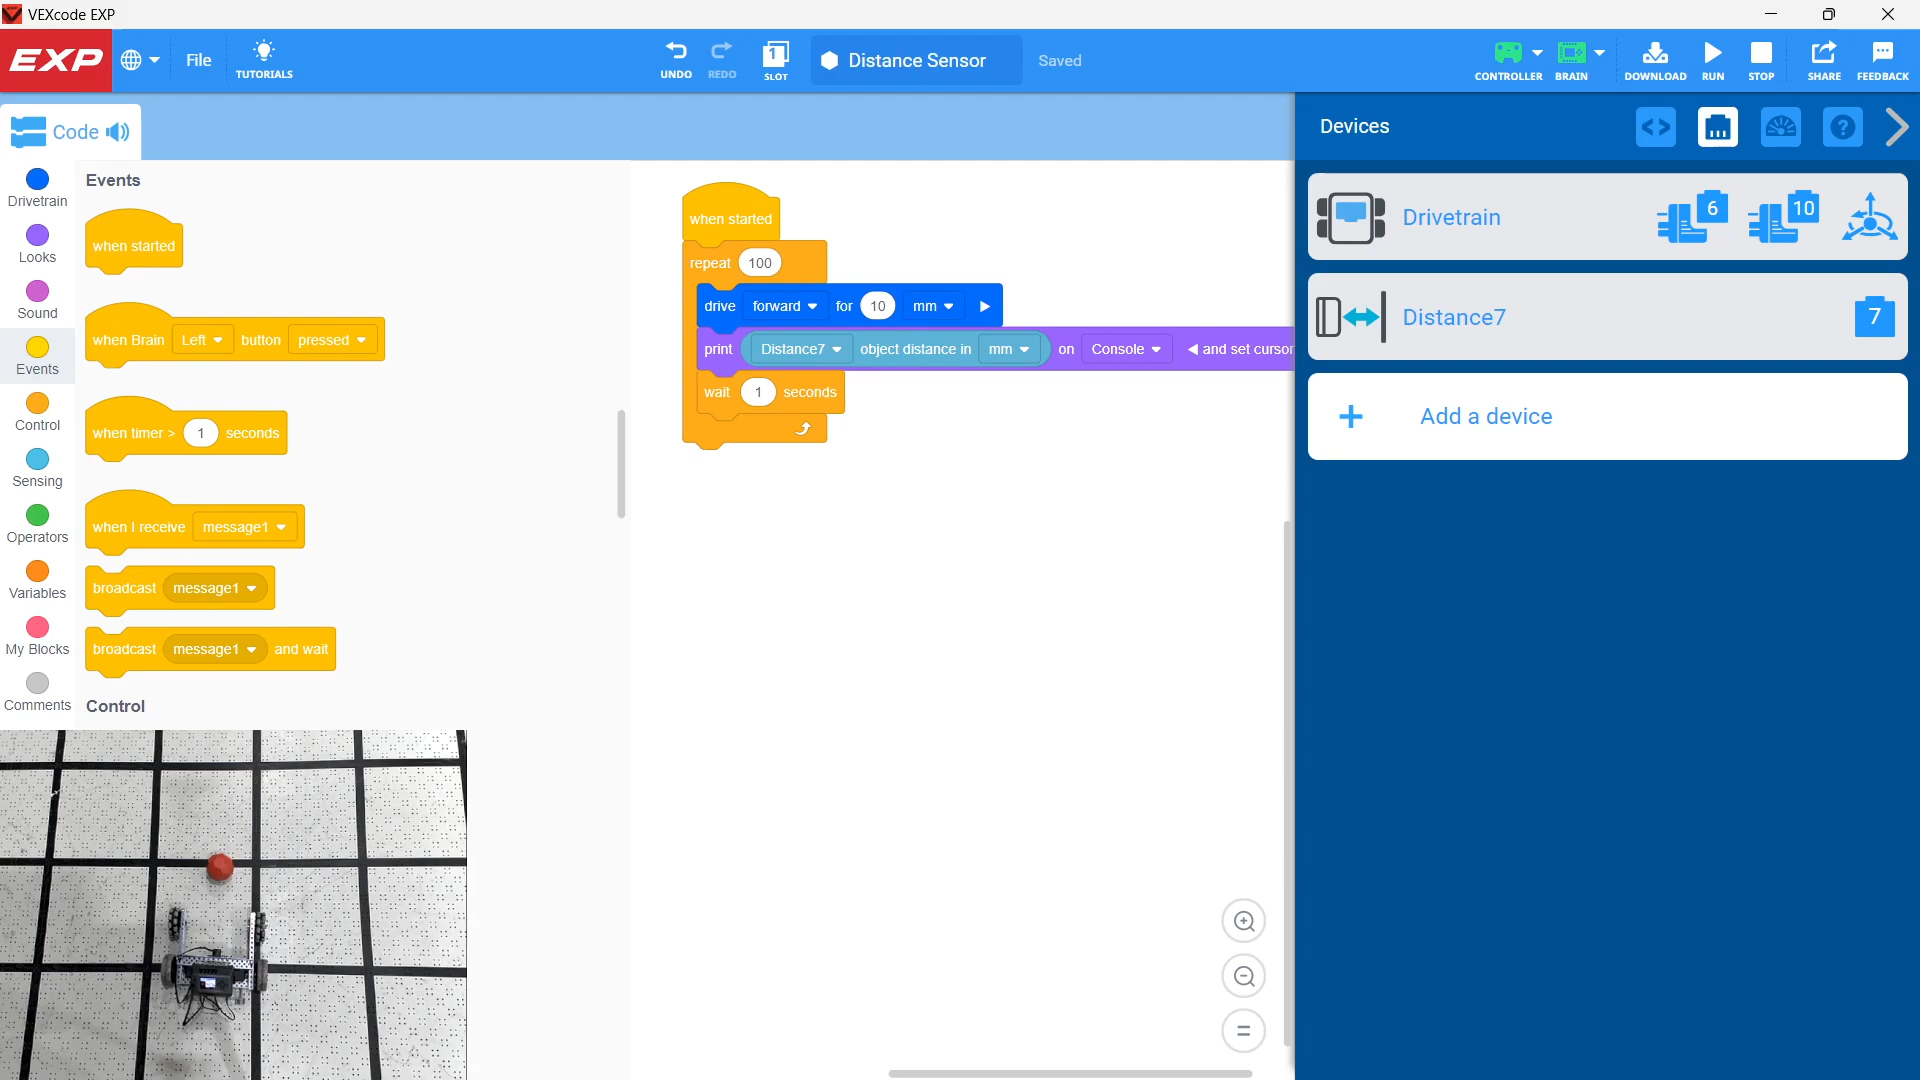 VEXcode EXP
EXP
File
TUTORIALS
UNDO
REDO
1
SLOT
Distance Sensor
Saved
CONTROLLER
BRAIN
DOWNLOAD
RUN
STOP
SHARE
FEEDBACK
Code
Devices
Drivetrain
Looks
Sound
Events
Control
Sensing
Operators
Variables
My Blocks
Comments
Events
when started
when Brain Left button pressed
when timer > 1 seconds
when I receive message1
broadcast message1
broadcast message1 and wait
Control
when started
repeat 100
drive forward for 10 mm
print Distance7 object distance in mm on Console and set cursor
wait 1 seconds
Drivetrain 6 10
Distance7 7
+ Add a device